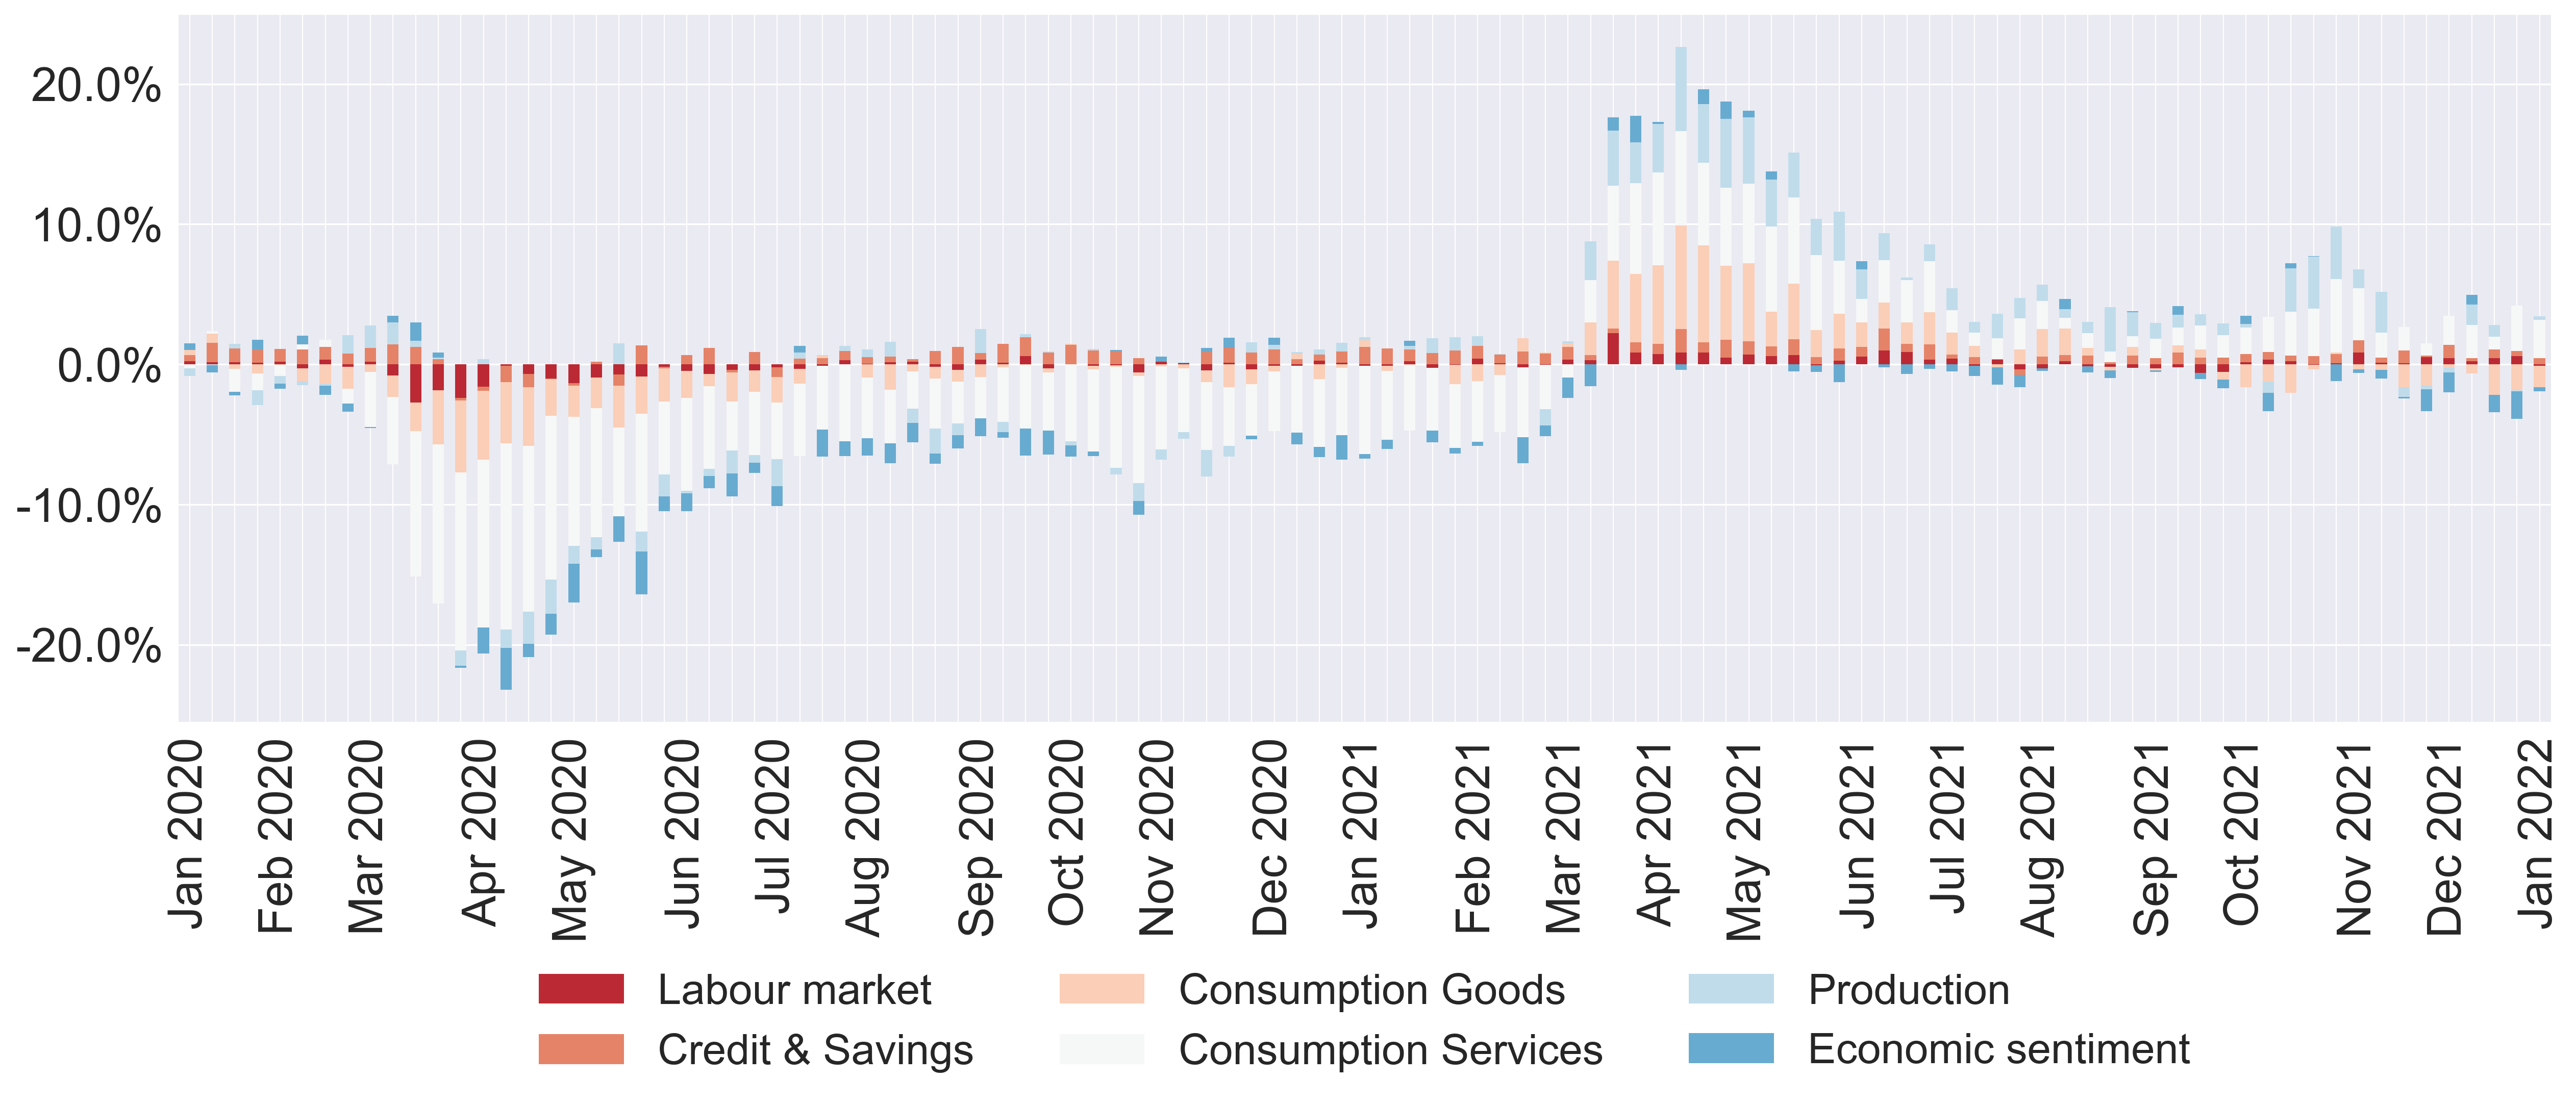 20.0%
10.0%
0.0%
-10.0%
-20.0%
Jan 2020
Feb 2020
Mar 2020
Apr 2020
May 2020
Jun 2020
Jul 2020
Aug 2020
Sep 2020
Oct 2020
Nov 2020
Dec 2020
Jan 2021
Feb 2021
Mar 2021
Apr 2021
May 2021
Jun 2021
Jul 2021
Aug 2021
Sep 2021
Oct 2021
Nov 2021
Dec 2021
Jan 2022
Labour market
Consumption Goods
Production
Credit & Savings
Consumption Services
Economic sentiment